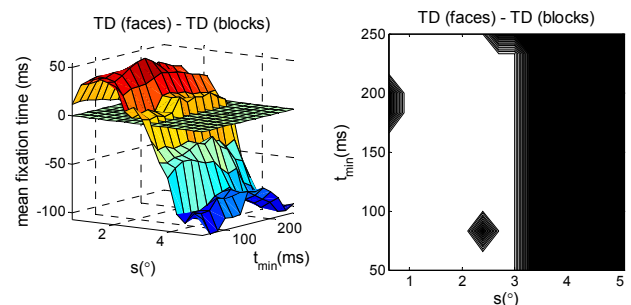 TD (faces) - TD (blocks)
mean fixation time (ms)
50
0
-50
-100
2
4
s(°)
100
200
t_min(ms)
TD (faces) - TD (blocks)
t_min(ms)
250
200
150
100
50
1
2
3
4
5
s(°)